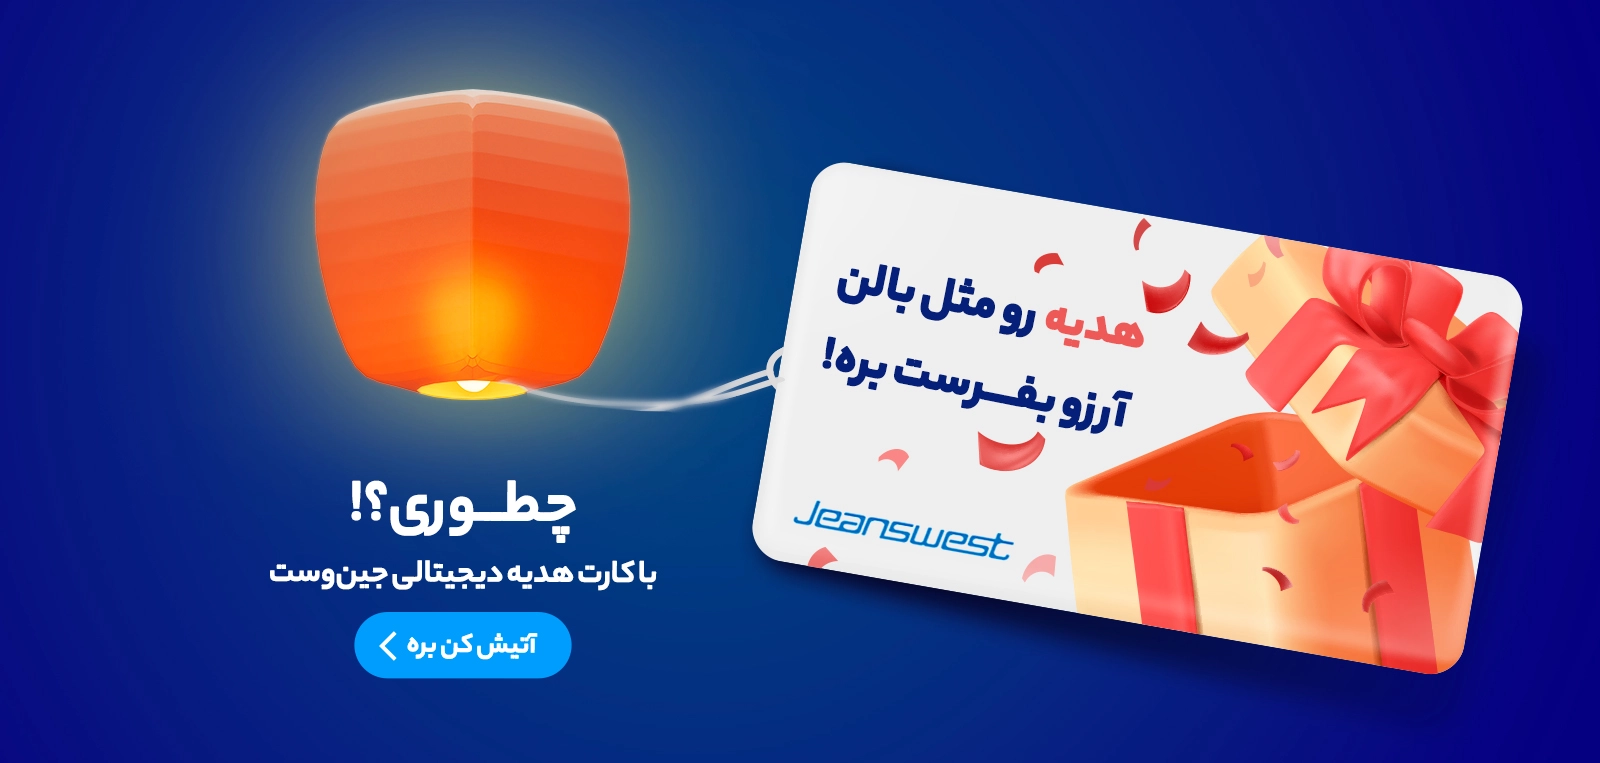 هدیه رو مثل بالن
آرزو بفـــرست بره!
Jeanswest
چطـــوری؟!
با کارت هدیه دیجیتالی جین‌وست
آتیش کن بره